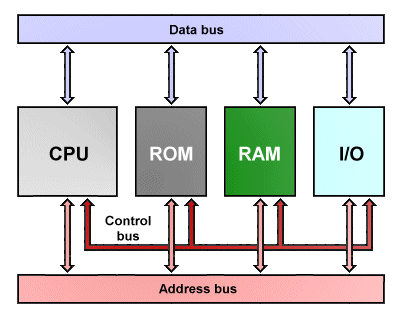 Data bus
CPU
ROM
RAM
I/O
Control
bus
Address bus